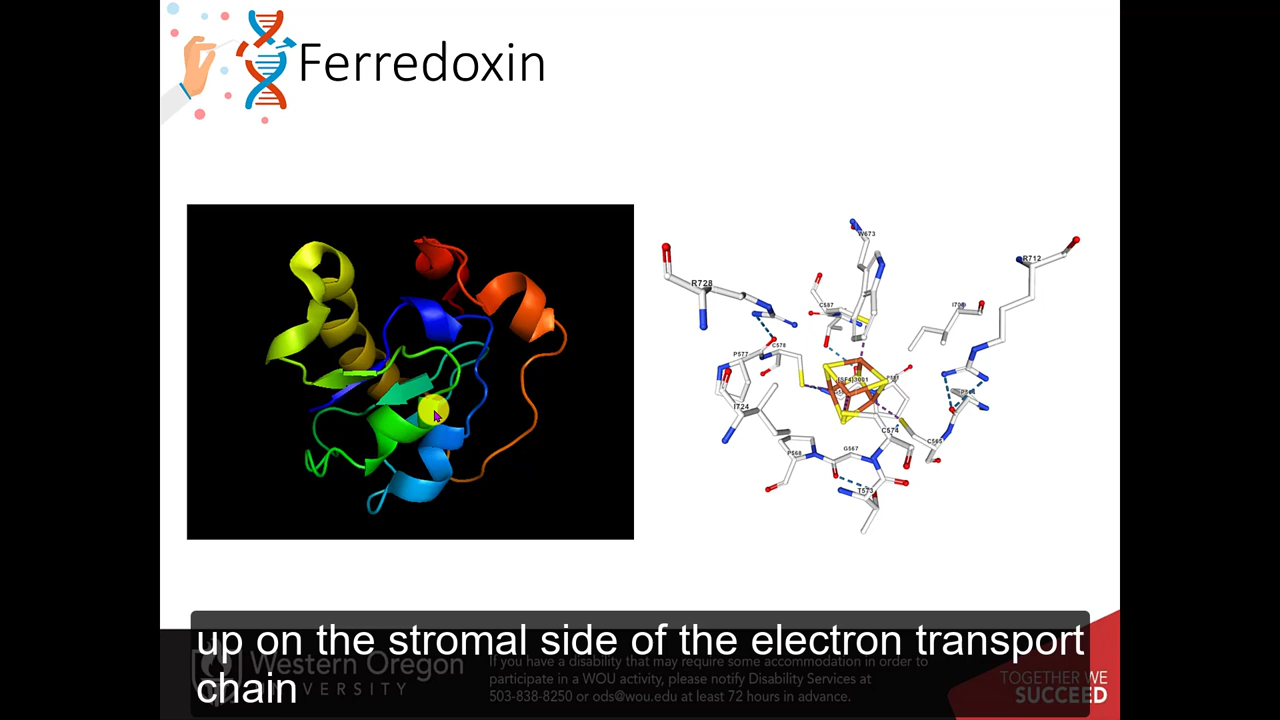 Ferredoxin
W673
R712
R728
C587
I708
P577
C578
[SF4]3001
I724
C574
C565
P568
G567
T573
up on the stromal side of the electron transport
chain
Western Oregon
UNIVERSITY
If you have a disability that may require some accommodation in order to
participate in a WOU activity, please notify Disability Services at
503-838-8250 or ods@wou.edu at least 72 hours in advance.
TOGETHER WE
SUCCEED